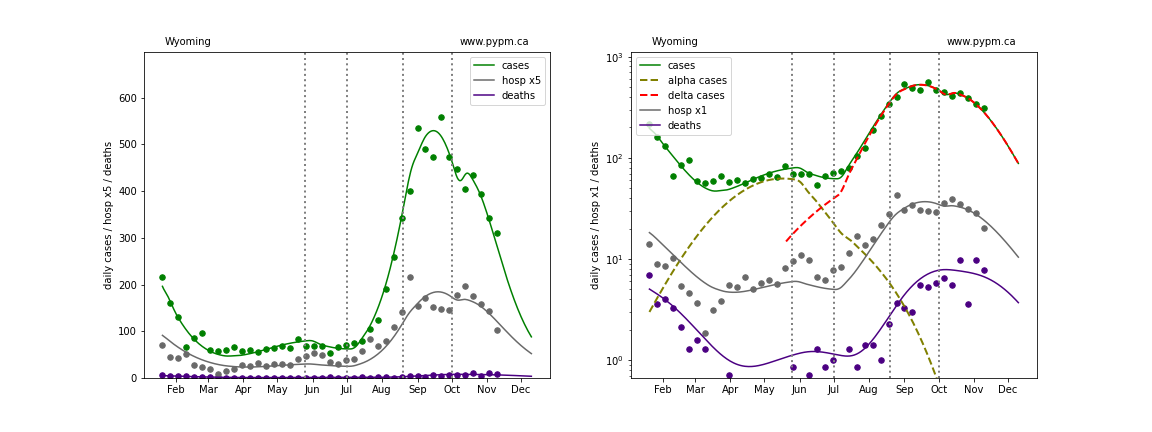 Wyoming
www.pypm.ca
daily cases / hosp x5 / deaths
600
500
400
300
200
100
0
cases
hosp x5
deaths
Feb Mar Apr May Jun Jul Aug Sep Oct Nov Dec
Wyoming
www.pypm.ca
daily cases / hosp x1 / deaths
10³
10²
10¹
10⁰
cases
alpha cases
delta cases
hosp x1
deaths
Feb Mar Apr May Jun Jul Aug Sep Oct Nov Dec